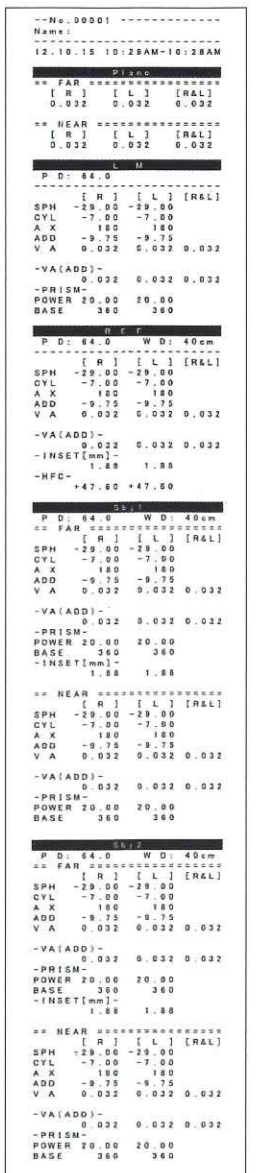 --No.00001 ----------------
Name:
12.10.15 10:28AM-10:28AM
Plano
== FAR ==================
[ R ] [ L ] [R&L]
0.032 0.032 0.032
== NEAR =================
[ R ] [ L ] [R&L]
0.032 0.032 0.032
L M
P D: 64.0
[ R ] [ L ] [R&L]
SPH -29.00 -29.00
CYL -7.00 -7.00
A X 180 180
ADD -9.75 -9.75
V A 0.032 0.032 0.032
-VA(ADD)-
0.032 0.032 0.032
-PRISM-
POWER 20.00 20.00
BASE 360 360
REF
P D: 64.0 W D: 40cm
[ R ] [ L ] [R&L]
SPH -29.00 -29.00
CYL -7.00 -7.00
A X 180 180
ADD -9.75 -9.75
V A 0.032 0.032 0.032
-VA(ADD)-
0.032 0.032 0.032
-INSET[mm]-
1.88 1.88
-HFC-
+47.60 +47.60
Sbj1
P D: 64.0 W D: 40cm
== FAR ==================
[ R ] [ L ] [R&L]
SPH -29.00 -29.00
CYL -7.00 -7.00
A X 180 180
ADD -9.75 -9.75
V A 0.032 0.032 0.032
-VA(ADD)-
0.032 0.032 0.032
-PRISM-
POWER 20.00 20.00
BASE 360 360
-INSET[mm]-
1.88 1.88
== NEAR =================
[ R ] [ L ] [R&L]
SPH -29.00 -29.00
CYL -7.00 -7.00
A X 180 180
ADD -9.75 -9.75
V A 0.032 0.032 0.032
-VA(ADD)-
0.032 0.032 0.032
-PRISM-
POWER 20.00 20.00
BASE 360 360
Sbj2
P D: 64.0 W D: 40cm
== FAR ==================
[ R ] [ L ] [R&L]
SPH -29.00 -29.00
CYL -7.00 -7.00
A X 180 180
ADD -9.75 -9.75
V A 0.032 0.032 0.032
-VA(ADD)-
0.032 0.032 0.032
-PRISM-
POWER 20.00 20.00
BASE 360 360
-INSET[mm]-
1.88 1.88
== NEAR =================
[ R ] [ L ] [R&L]
SPH -29.00 -29.00
CYL -7.00 -7.00
A X 180 180
ADD -9.75 -9.75
V A 0.032 0.032 0.032
-VA(ADD)-
0.032 0.032 0.032
-PRISM-
POWER 20.00 20.00
BASE 360 360